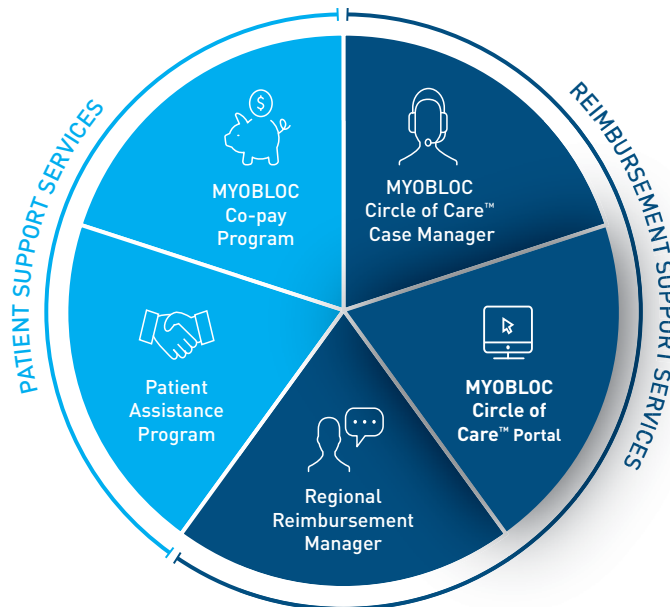 PATIENT SUPPORT SERVICES
REIMBURSEMENT SUPPORT SERVICES
$
MYOBLOC
Co-pay
Program
MYOBLOC
Circle of Care™
Case Manager
Patient
Assistance
Program
MYOBLOC
Circle of
Care™ Portal
Regional
Reimbursement
Manager